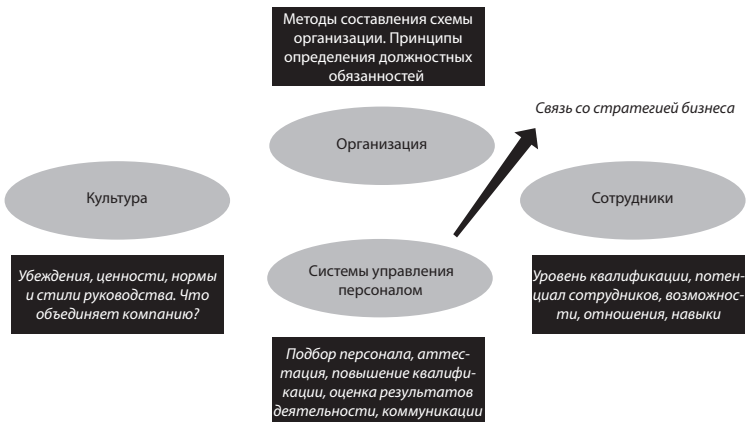 Методы составления схемы
организации. Принципы
определения должностных
обязанностей
Связь со стратегией бизнеса
Организация
Культура
Сотрудники
Убеждения, ценности, нормы
и стили руководства. Что
объединяет компанию?
Системы управления
персоналом
Уровень квалификации, потен-
циал сотрудников, возможнос-
ти, отношения, навыки
Подбор персонала, аттес-
тация, повышение квалифи-
кации, оценка результатов
деятельности, коммуникации